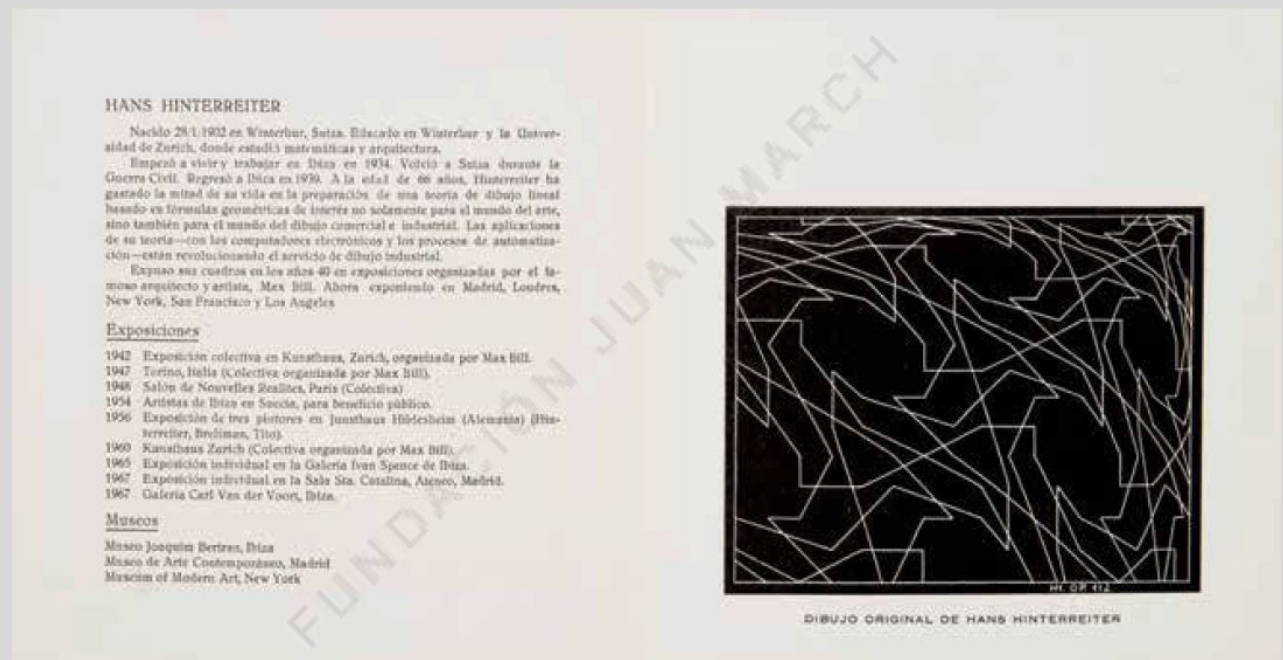 HANS HINTERREITER
Nacido 28/1/1902 en Winterhur, Suiza. Educado en Winterhur y la Univer-
sidad de Zurich, donde estudió matemáticas y arquitectura.
Empezó a vivir y trabajar en Ibiza en 1934. Volvió a Suiza durante la
Guerra Civil. Regresó a Ibiza en 1939. A la edad de 66 años, Hinterreiter ha
gastado la mitad de su vida en la preparación de una teoría de dibujo lineal
basado en fórmulas geométricas de interés no solamente para el mundo del arte,
sino también para el mundo del dibujo comercial e industrial. Las aplicaciones
de su teoría—con los computadores electrónicos y los procesos de automatiza-
ción—están revolucionando el servicio de dibujo industrial.
Expuso sus cuadros en los años 40 en exposiciones organizadas por el fa-
moso arquitecto y artista, Max Bill. Ahora exponiendo en Madrid, Londres,
New York, San Francisco y Los Angeles
Exposiciones
1942 Exposición colectiva en Kunsthaus, Zurich, organizada por Max Bill.
1947 Torino, Italia (Colectiva organizada por Max Bill).
1948 Salón de Nouvelles Realites, Paris (Colectiva)
1954 Artistas de Ibiza en Suecia, para beneficio público.
1956 Exposición de tres pintores en Junsthaus Hildesheim (Alemania) (Hin-
terreiter, Broliman, Tito).
1960 Kunsthaus Zurich (Colectiva organizada por Max Bill).
1965 Exposición individual en la Galería Ivan Spence de Ibiza.
1967 Exposición individual en la Sala Sta. Catalina, Ateneo, Madrid.
1967 Galería Carl Van der Voort, Ibiza.
Museos
Museo Joaquim Bertran, Ibiza
Museo de Arte Contemporáneo, Madrid
Museum of Modern Art, New York
HH. OP. 412
DIBUJO ORIGINAL DE HANS HINTERREITER
FUNDACIÓN JUAN MARCH